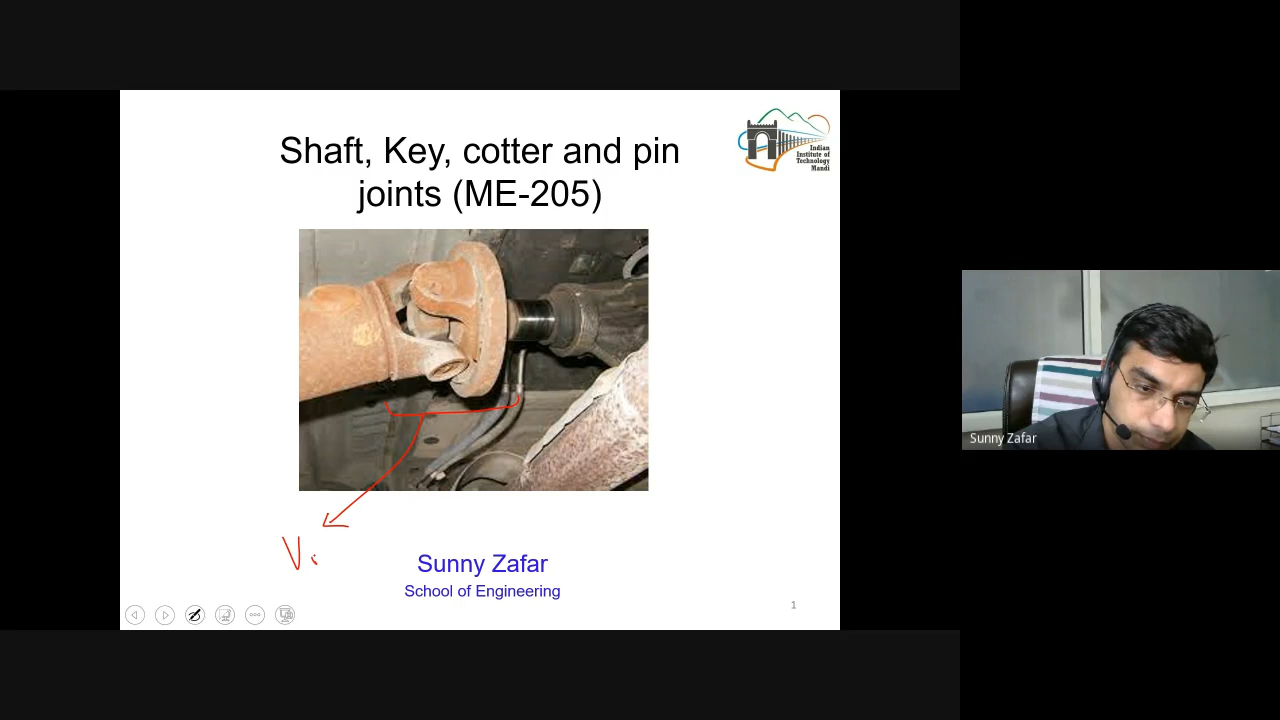 Shaft, Key, cotter and pin
joints (ME-205)
Indian
Institute of
Technology
Mandi
Sunny Zafar
School of Engineering
1
Sunny Zafar